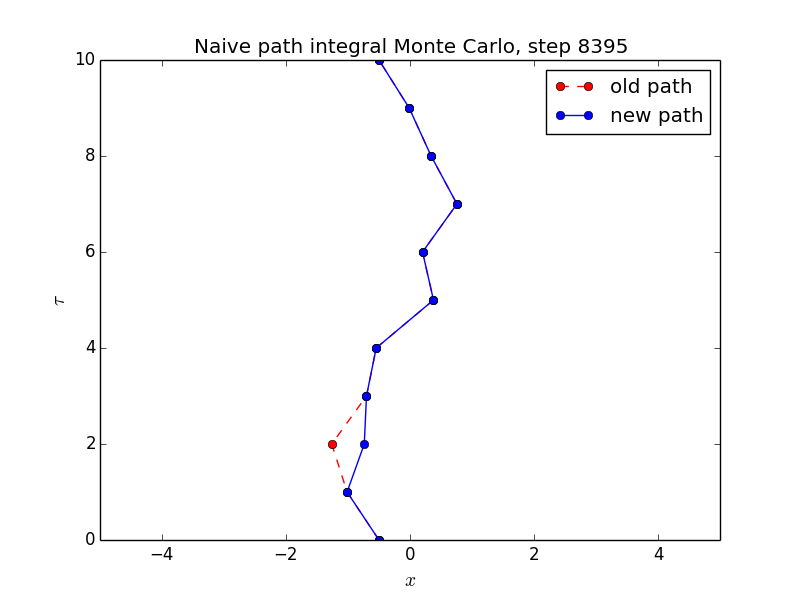 Naive path integral Monte Carlo, step 8395
10
old path
new path
8
6
τ
4
2
0
−4
−2
0
2
4
x